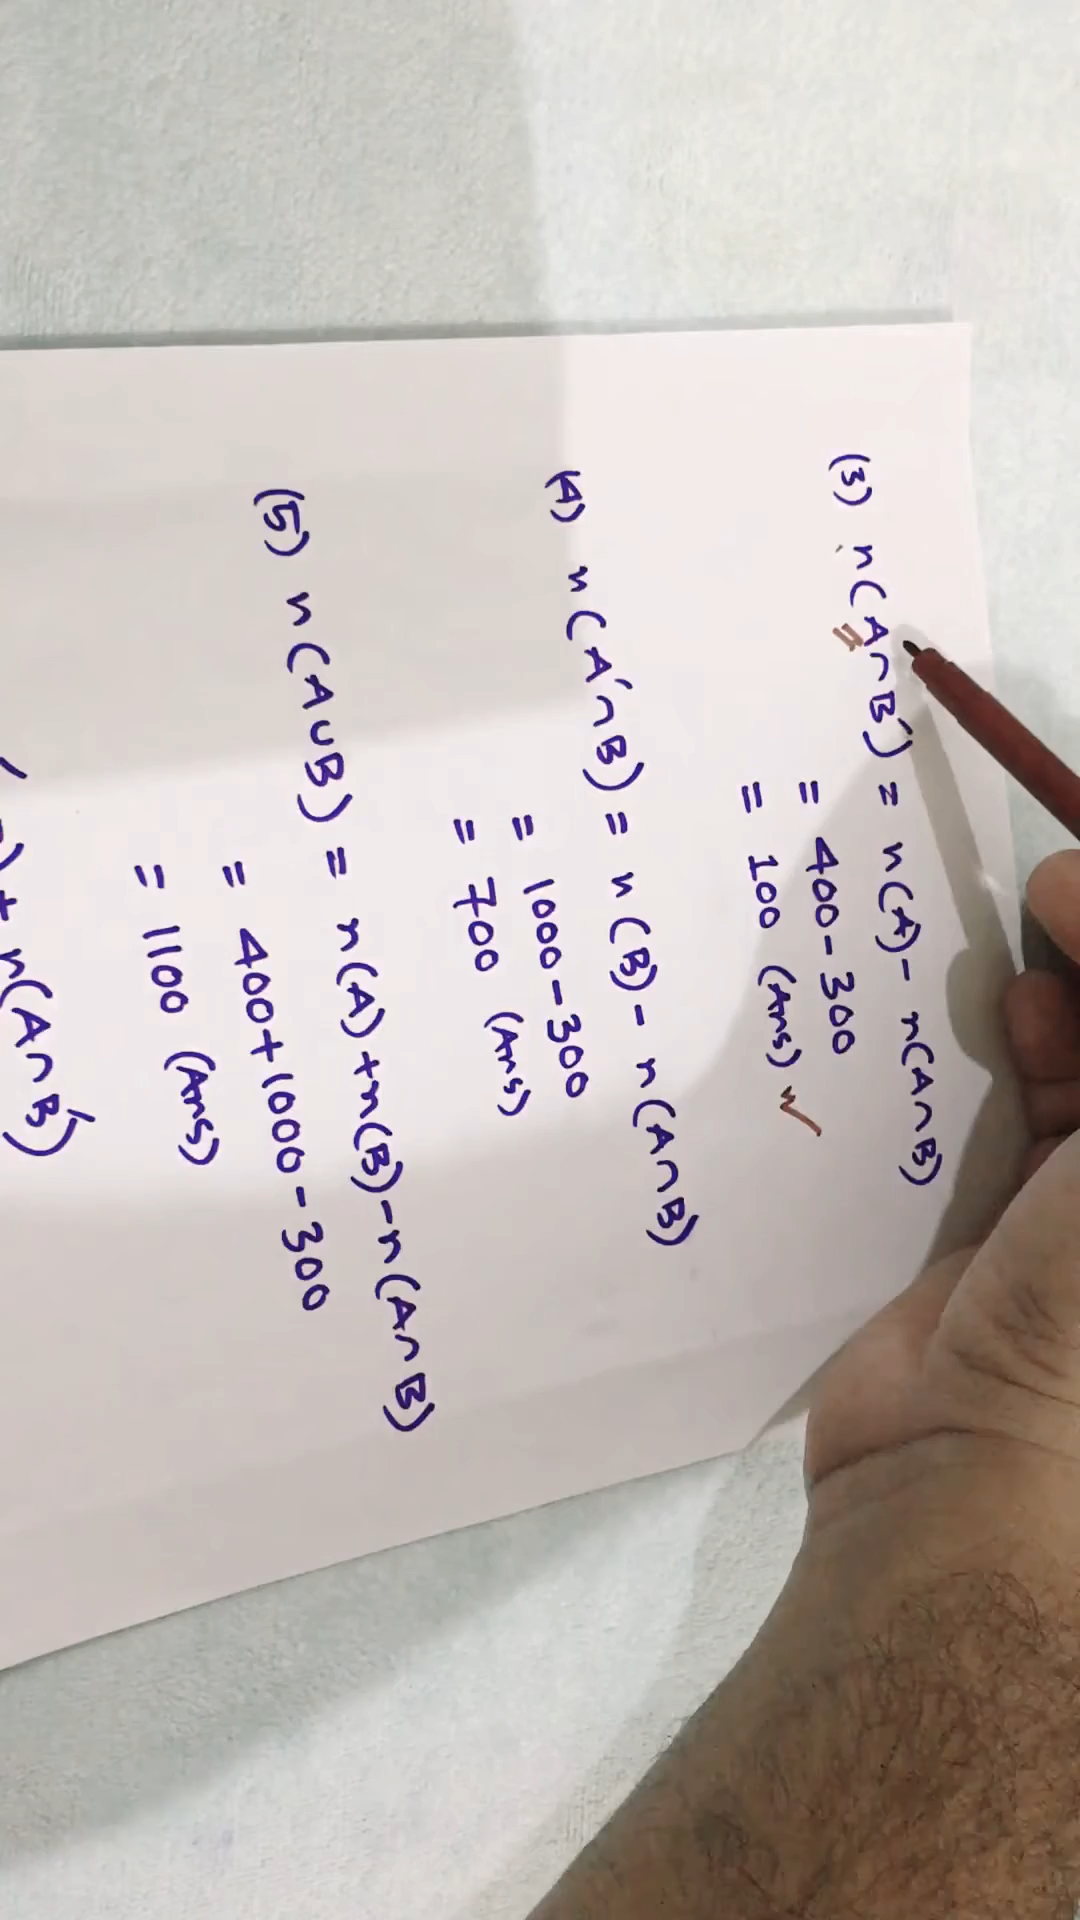 (3) n(A∩B') = n(A) - n(A∩B)
= 400 - 300
= 100 (Ans)
(4) n(A'∩B) = n(B) - n(A∩B)
= 1000 - 300
= 700 (Ans)
(5) n(A∪B) = n(A) + n(B) - n(A∩B)
= 400 + 1000 - 300
= 1100 (Ans)
+ n(A∩B')